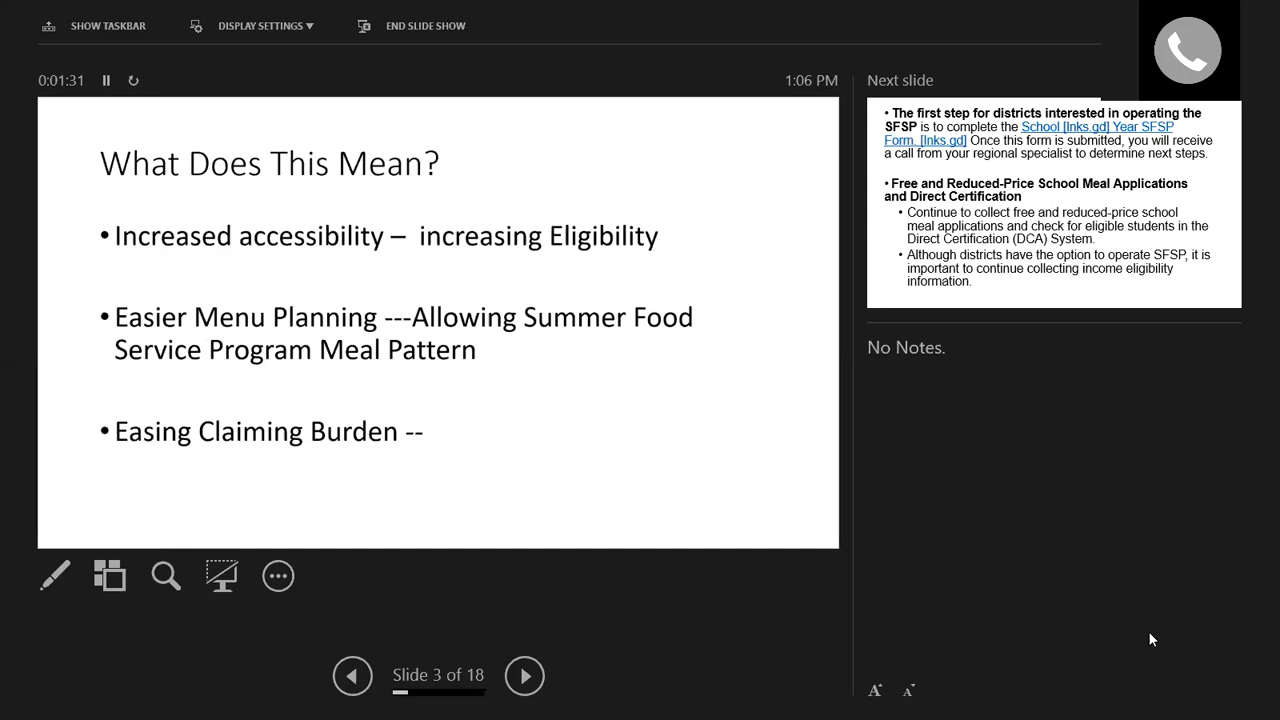 SHOW TASKBAR
DISPLAY SETTINGS ▼
END SLIDE SHOW
0:01:31
1:06 PM
What Does This Mean?
• Increased accessibility – increasing Eligibility
• Easier Menu Planning ---Allowing Summer Food
Service Program Meal Pattern
• Easing Claiming Burden --
Slide 3 of 18
Next slide
• The first step for districts interested in operating the
SFSP is to complete the School [lnks.gd] Year SFSP
Form. [lnks.gd] Once this form is submitted, you will receive
a call from your regional specialist to determine next steps.
• Free and Reduced-Price School Meal Applications
and Direct Certification
• Continue to collect free and reduced-price school
meal applications and check for eligible students in the
Direct Certification (DCA) System.
• Although districts have the option to operate SFSP, it is
important to continue collecting income eligibility
information.
No Notes.
A A